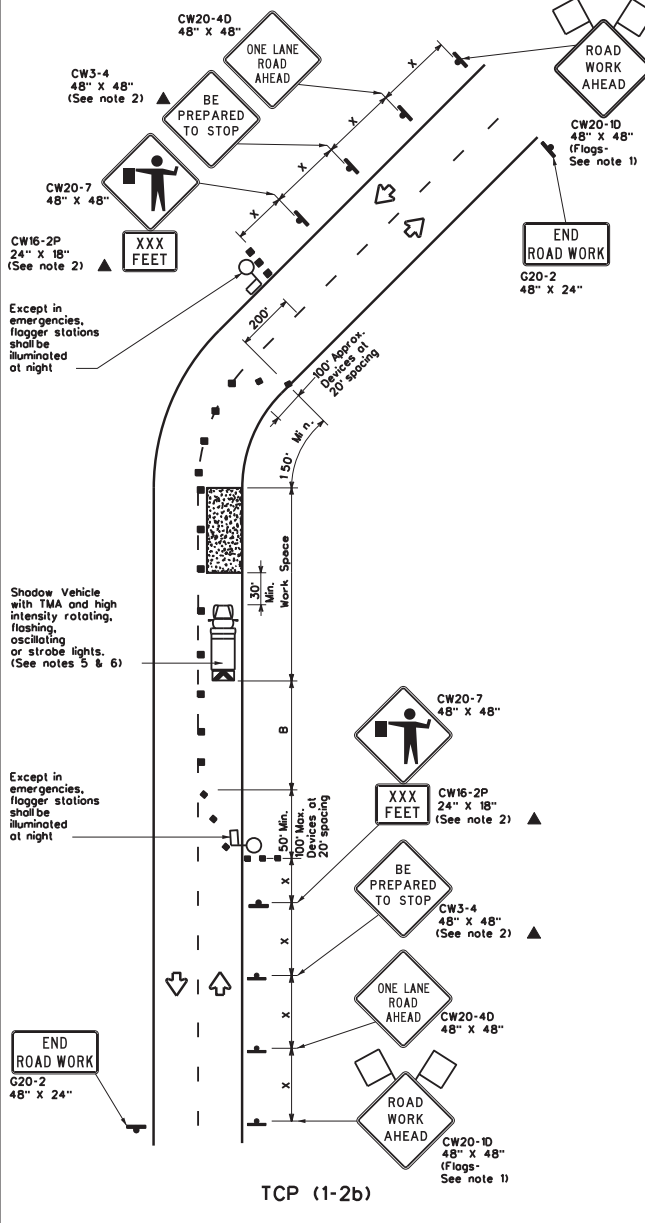 CW20-4D
48" X 48"
ONE LANE
ROAD
AHEAD
X
ROAD
WORK
AHEAD
CW3-4
48" X 48"
(See note 2)
BE
PREPARED
TO STOP
X
CW20-1D
48" X 48"
(Flags-
See note 1)
CW20-7
48" X 48"
X
X
CW16-2P
24" X 18"
(See note 2)
XXX
FEET
END
ROAD WORK
G20-2
48" X 24"
Except in
emergencies,
flagger stations
shall be
illuminated
at night
200'
100' Approx.
Devices at
20' spacing
150' Min.
Work Space
30'
Min.
Shadow Vehicle
with TMA and high
intensity rotating,
flashing,
oscillating
or strobe lights.
(See notes 5 & 6)
B
CW20-7
48" X 48"
Except in
emergencies,
flagger stations
shall be
illuminated
at night
50' Min.
100' Max.
Devices at
20' spacing
XXX
FEET
CW16-2P
24" X 18"
(See note 2)
X
BE
PREPARED
TO STOP
CW3-4
48" X 48"
(See note 2)
X
ONE LANE
ROAD
AHEAD
CW20-4D
48" X 48"
X
END
ROAD WORK
G20-2
48" X 24"
X
ROAD
WORK
AHEAD
CW20-1D
48" X 48"
(Flags-
See note 1)
TCP (1-2b)